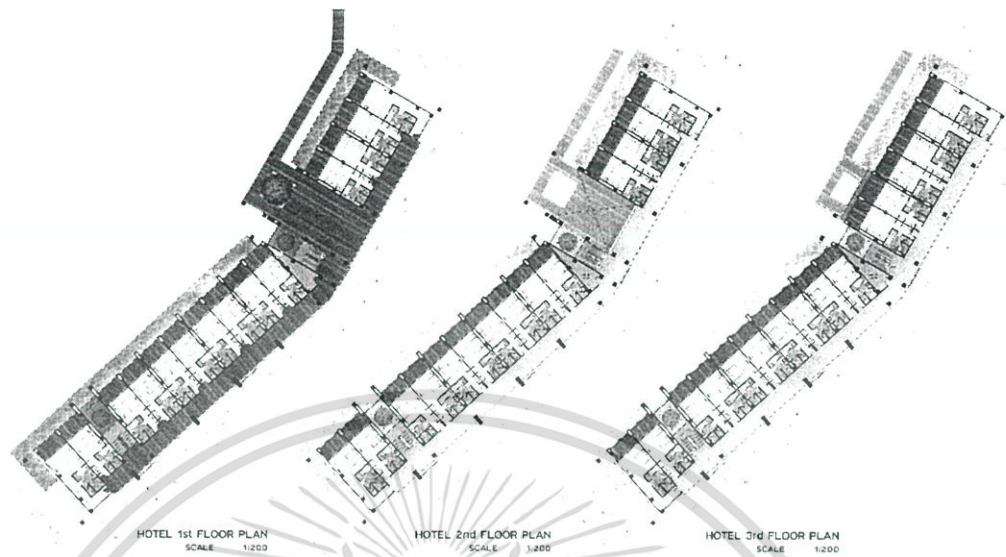 HOTEL 1st FLOOR PLAN
SCALE 1:200
HOTEL 2nd FLOOR PLAN
SCALE 1:200
HOTEL 3rd FLOOR PLAN
SCALE 1:200